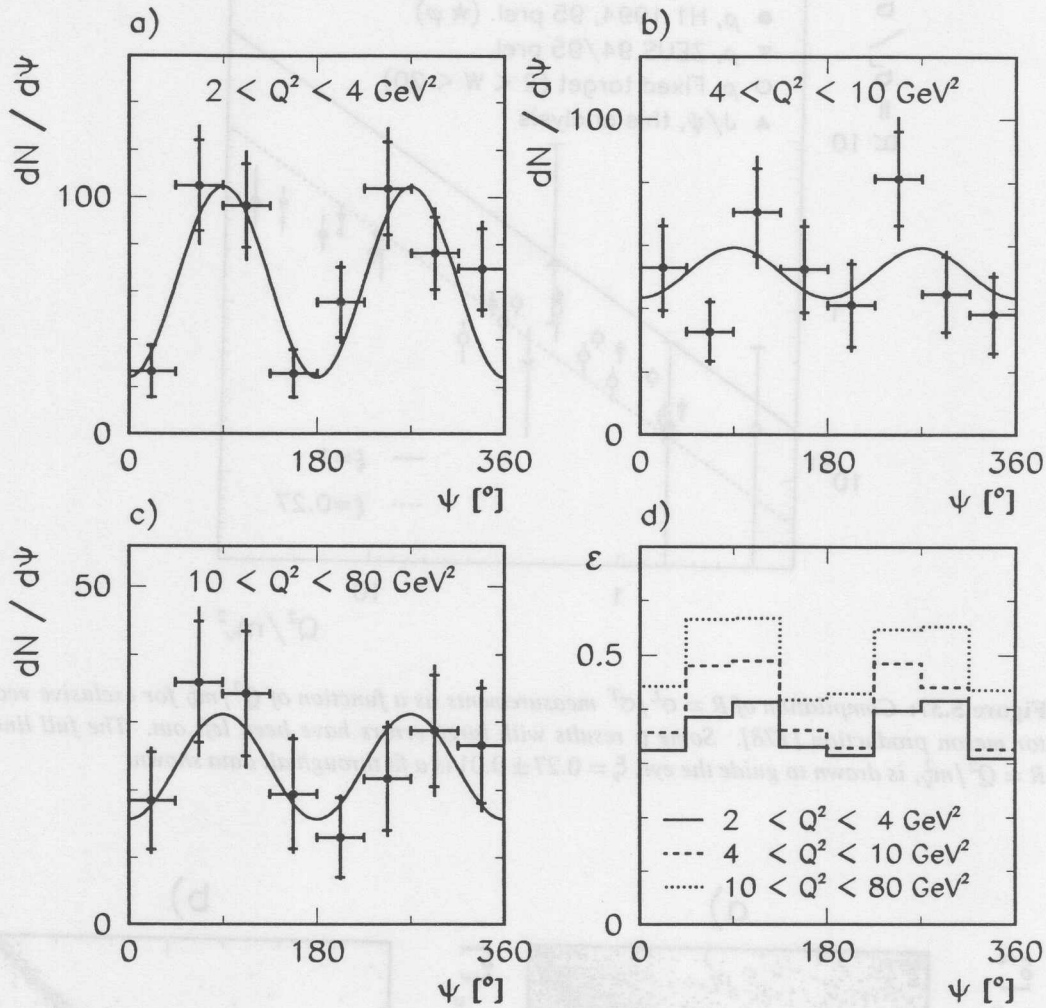 a)
dN / dψ
2 < Q² < 4 GeV²
100
0
0 180 360
ψ [°]
b)
dN / dψ
4 < Q² < 10 GeV²
100
0
0 180 360
ψ [°]
c)
dN / dψ
10 < Q² < 80 GeV²
50
0
0 180 360
ψ [°]
d)
ε
0.5
0
2 < Q² < 4 GeV²
4 < Q² < 10 GeV²
10 < Q² < 80 GeV²
0 180 360
ψ [°]